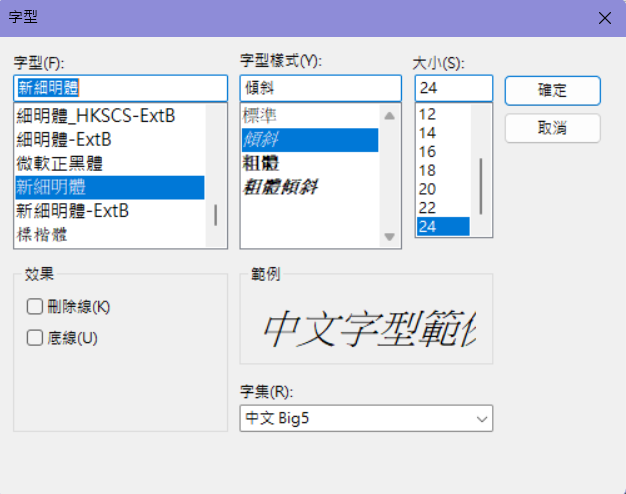 字型
字型(F):
新細明體
細明體_HKSCS-ExtB
細明體-ExtB
微軟正黑體
新細明體
新細明體-ExtB
標楷體
字型樣式(Y):
傾斜
標準
傾斜
粗體
粗體傾斜
大小(S):
24
12
14
16
18
20
22
24
確定
取消
效果
刪除線(K)
底線(U)
範例
中文字型範例
字集(R):
中文 Big5